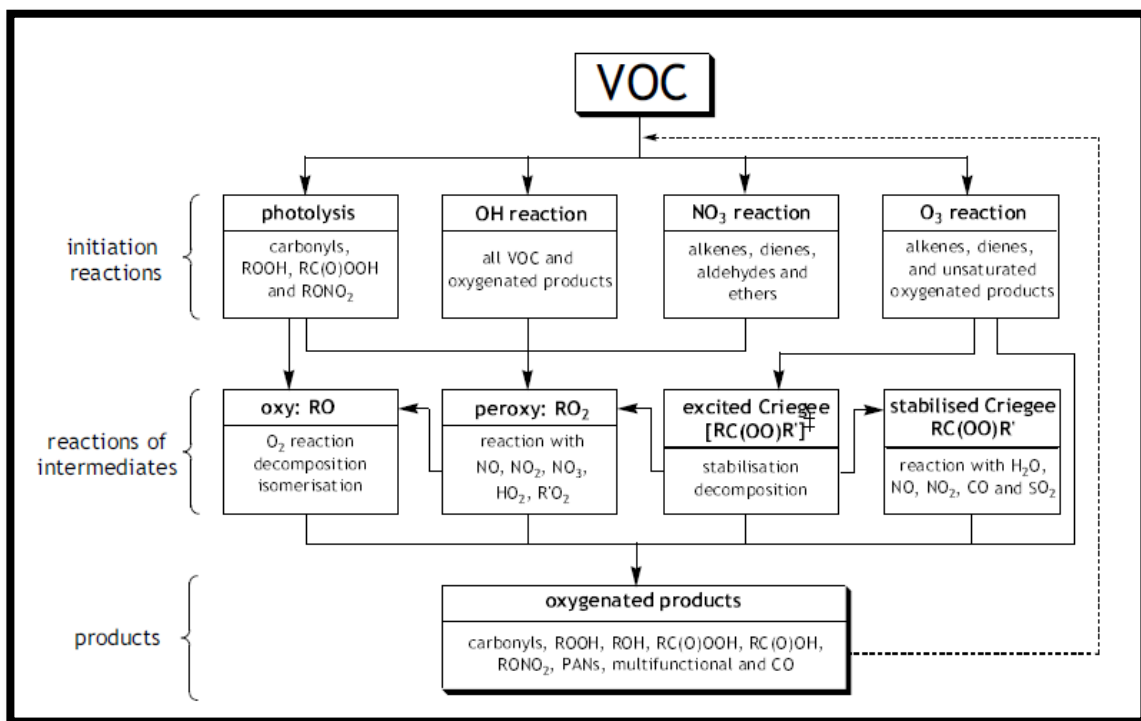 VOC
initiation
reactions
photolysis
carbonyls,
ROOH, RC(O)OOH
and RONO₂
OH reaction
all VOC and
oxygenated products
NO₃ reaction
alkenes, dienes,
aldehydes and
ethers
O₃ reaction
alkenes, dienes,
and unsaturated
oxygenated products
reactions of
intermediates
oxy: RO
O₂ reaction
decomposition
isomerisation
peroxy: RO₂
reaction with
NO, NO₂, NO₃,
HO₂, R'O₂
excited Criegee
[RC(OO)R']‡
stabilisation
decomposition
stabilised Criegee
RC(OO)R'
reaction with H₂O,
NO, NO₂, CO and SO₂
products
oxygenated products
carbonyls, ROOH, ROH, RC(O)OOH, RC(O)OH,
RONO₂, PANs, multifunctional and CO